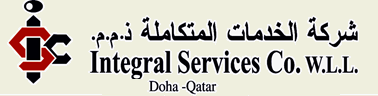 شركة الخدمات المتكاملة ذ.م.م.
Integral Services Co. W.L.L.
Doha -Qatar